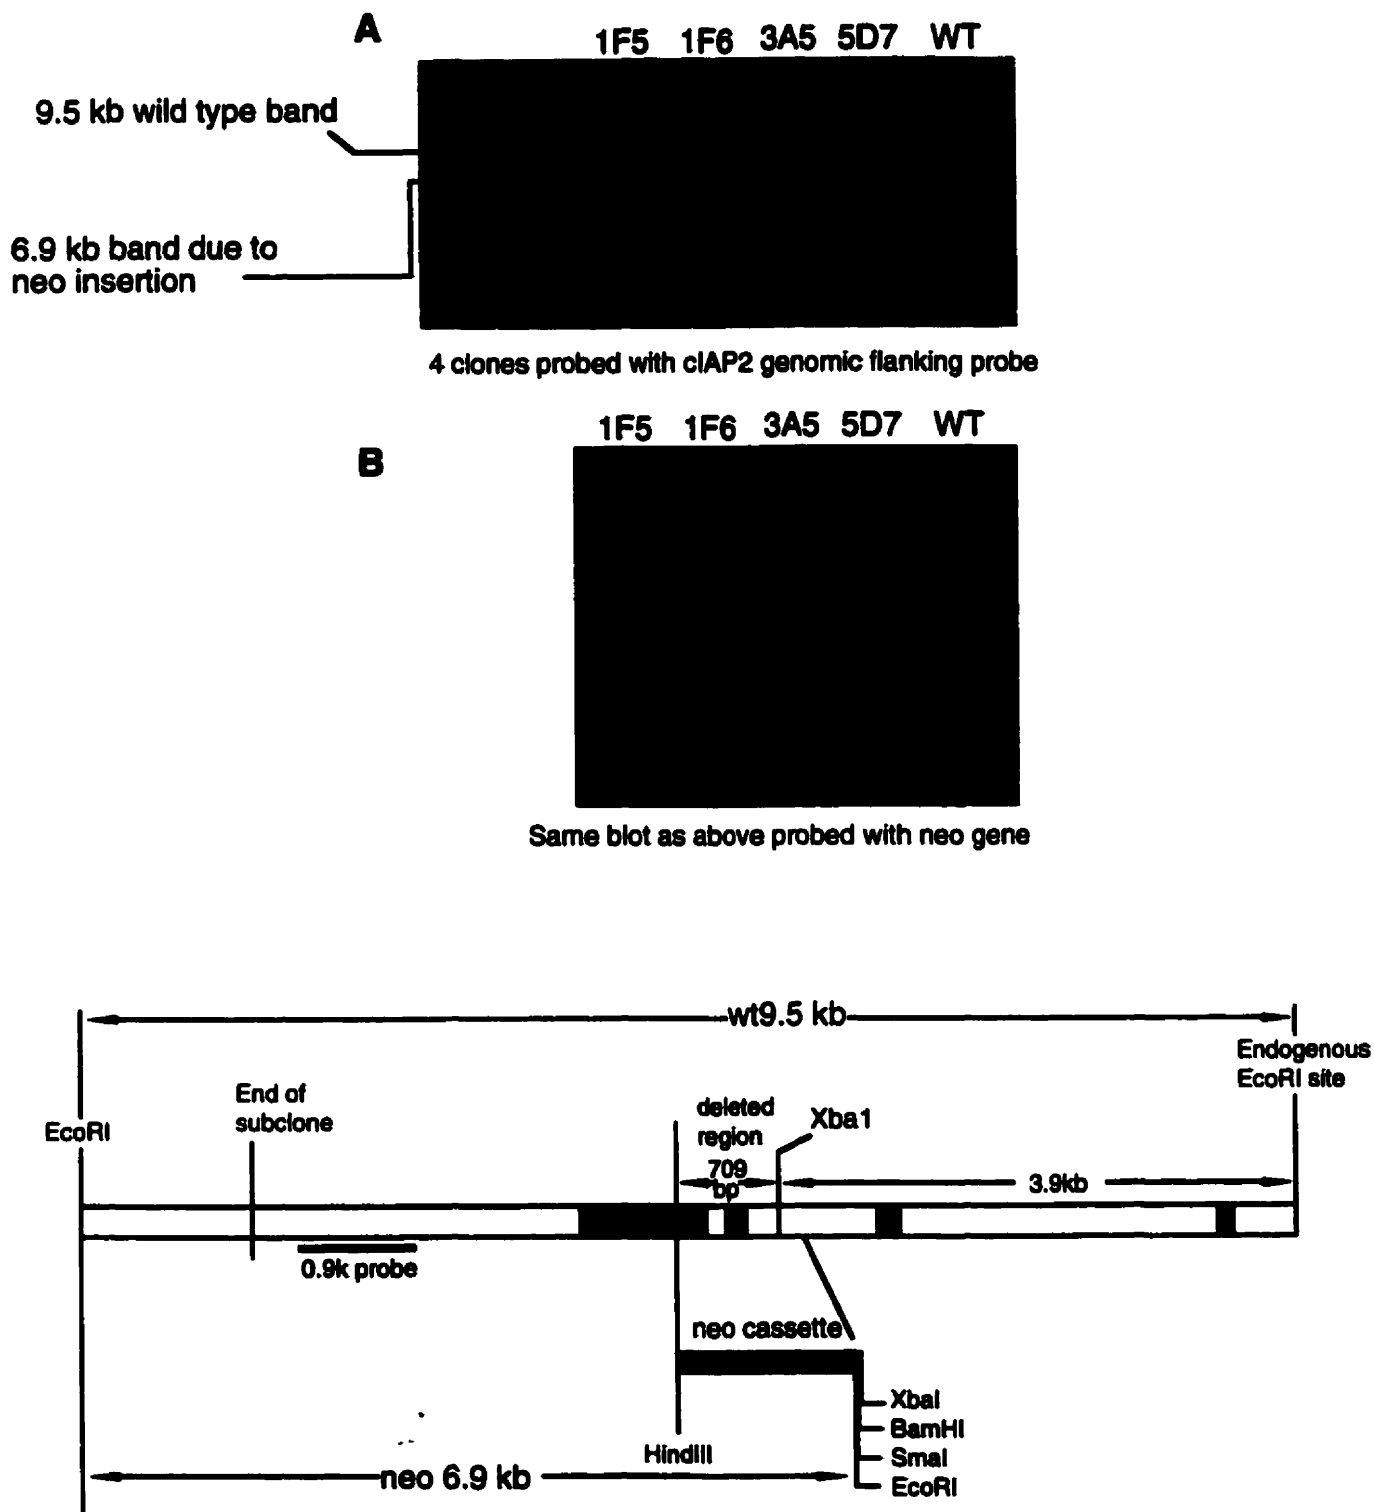 A
1F5 1F6 3A5 5D7 WT
9.5 kb wild type band
6.9 kb band due to
neo insertion
4 clones probed with cIAP2 genomic flanking probe
B
1F5 1F6 3A5 5D7 WT
Same blot as above probed with neo gene
wt9.5 kb
Endogenous
EcoRI site
End of
subclone
EcoRI
deleted
region
Xba1
709
bp
3.9kb
0.9k probe
neo cassette
XbaI
BamHI
SmaI
EcoRI
HindIII
neo 6.9 kb